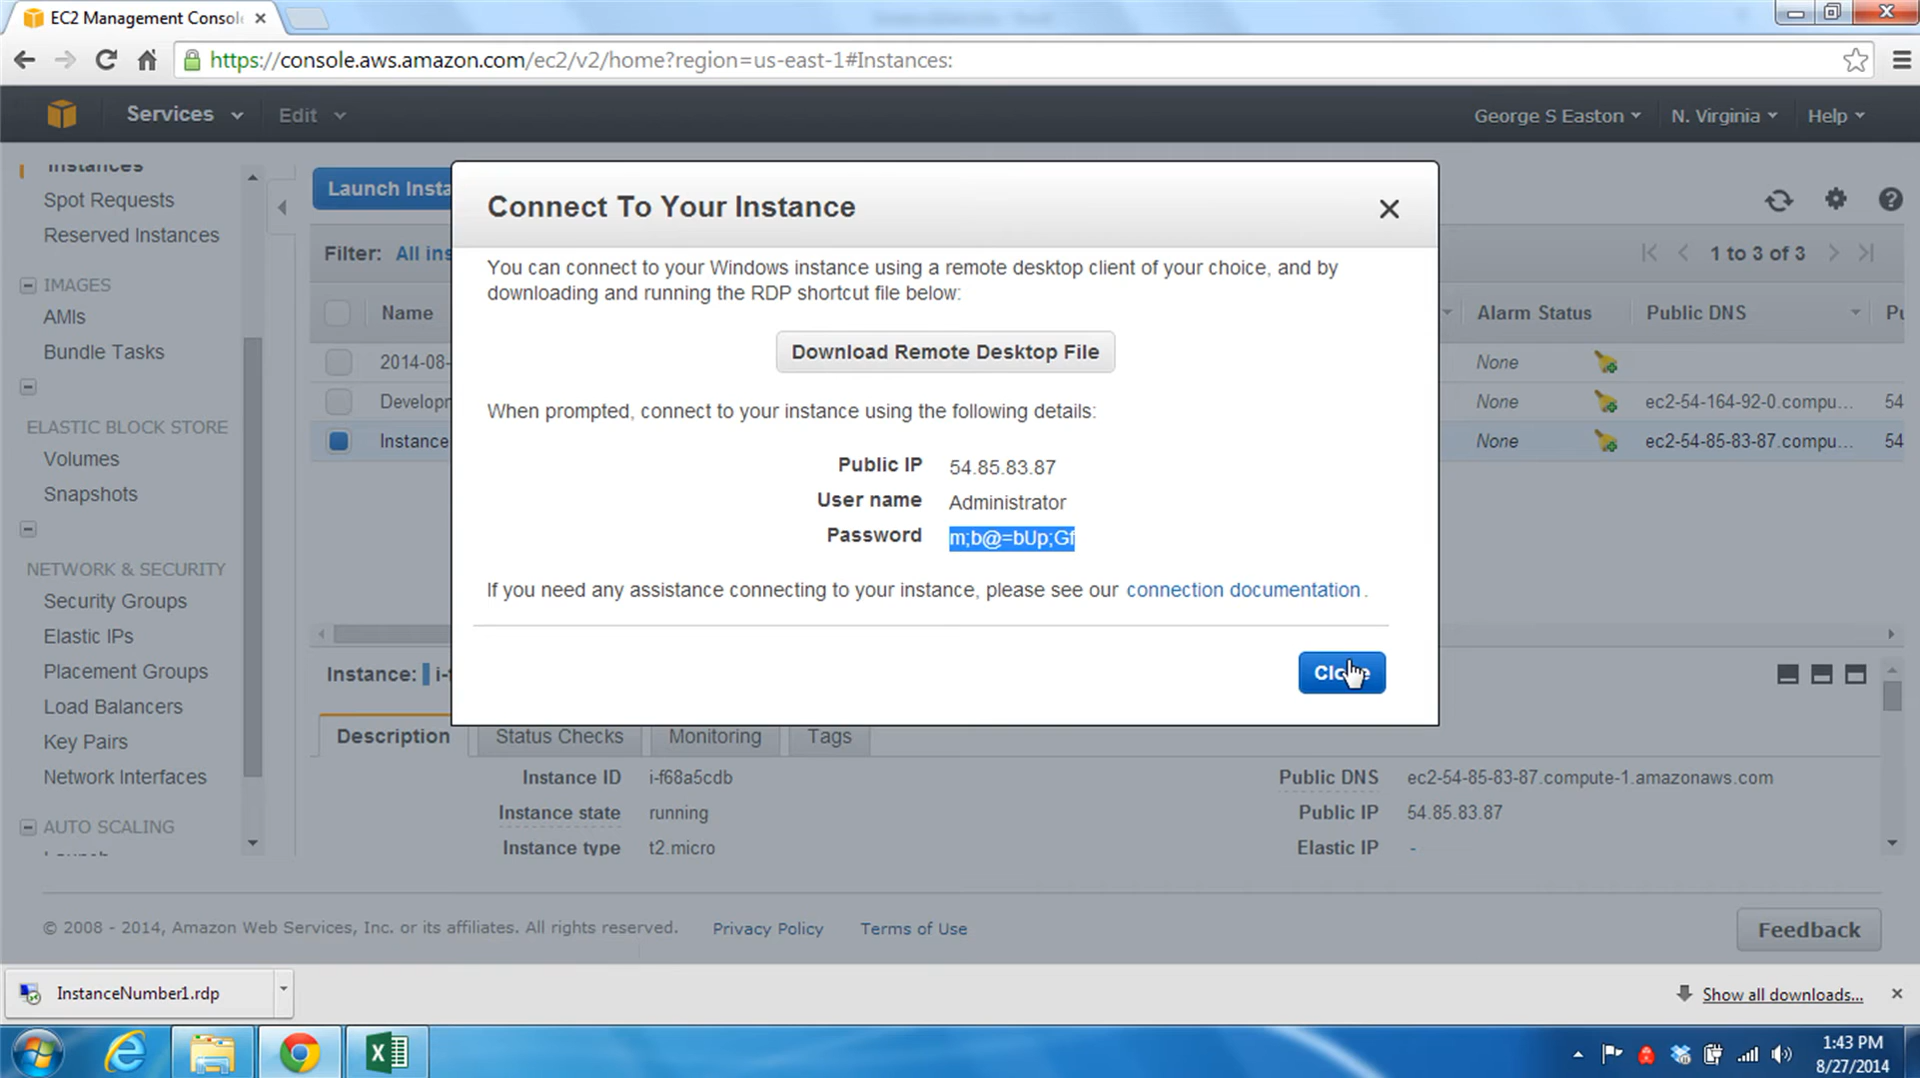 EC2 Management Consol
https://console.aws.amazon.com/ec2/v2/home?region=us-east-1#Instances:
Services
Edit
George S Easton
N. Virginia
Help
Instances
Spot Requests
Reserved Instances
IMAGES
AMIs
Bundle Tasks
ELASTIC BLOCK STORE
Volumes
Snapshots
NETWORK & SECURITY
Security Groups
Elastic IPs
Placement Groups
Load Balancers
Key Pairs
Network Interfaces
AUTO SCALING
Launch Insta
Filter: All ins
1 to 3 of 3
Name
Alarm Status
Public DNS
Pu
2014-08-
None
Develop
None
ec2-54-164-92-0.compu...
54
Instance
None
ec2-54-85-83-87.compu...
54
Connect To Your Instance
You can connect to your Windows instance using a remote desktop client of your choice, and by
downloading and running the RDP shortcut file below:
Download Remote Desktop File
When prompted, connect to your instance using the following details:
Public IP 54.85.83.87
User name Administrator
Password m;b@=bUp;Gf
If you need any assistance connecting to your instance, please see our connection documentation.
Close
Instance: i-f
Description
Status Checks
Monitoring
Tags
Instance ID i-f68a5cdb
Public DNS ec2-54-85-83-87.compute-1.amazonaws.com
Instance state running
Public IP 54.85.83.87
Instance type t2.micro
Elastic IP -
© 2008 - 2014, Amazon Web Services, Inc. or its affiliates. All rights reserved.
Privacy Policy
Terms of Use
Feedback
InstanceNumber1.rdp
Show all downloads...
1:43 PM
8/27/2014